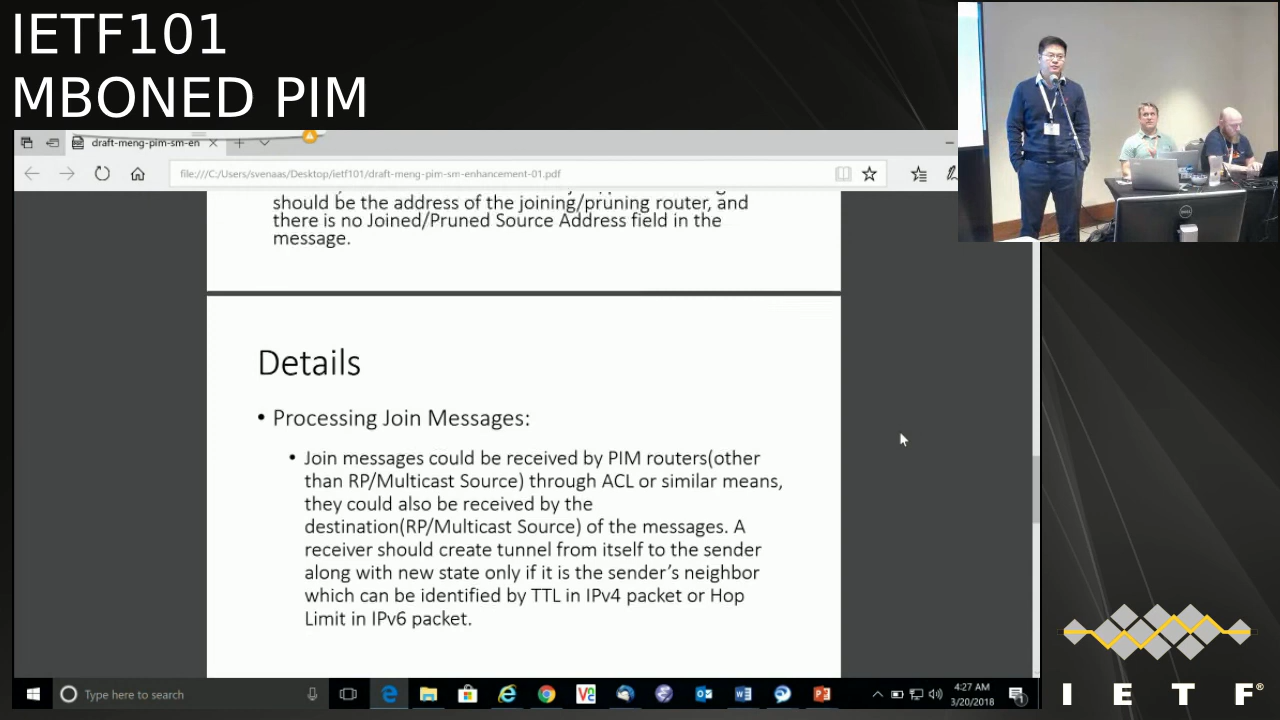 IETF101
MBONED PIM
draft-meng-pim-sm-en
file:///C:/Users/svenaas/Desktop/ietf101/draft-meng-pim-sm-enhancement-01.pdf
should be the address of the joining/pruning router, and
there is no Joined/Pruned Source Address field in the
message.
Details
• Processing Join Messages:
• Join messages could be received by PIM routers(other
than RP/Multicast Source) through ACL or similar means,
they could also be received by the
destination(RP/Multicast Source) of the messages. A
receiver should create tunnel from itself to the sender
along with new state only if it is the sender's neighbor
which can be identified by TTL in IPv4 packet or Hop
Limit in IPv6 packet.
Type here to search
4:27 AM
3/20/2018
I E T F®